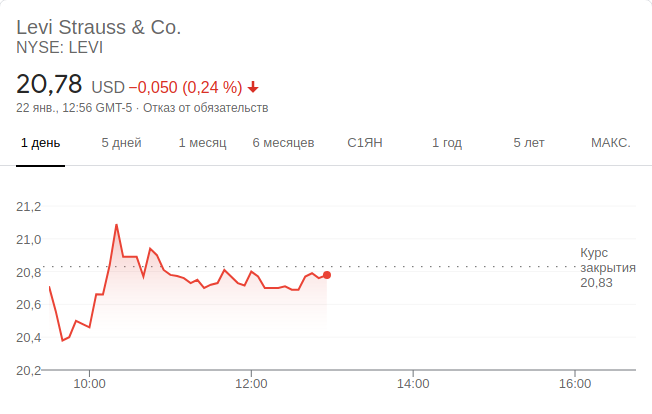 Levi Strauss & Co.
NYSE: LEVI
20,78 USD −0,050 (0,24 %)
22 янв., 12:56 GMT-5 · Отказ от обязательств
1 день 5 дней 1 месяц 6 месяцев С1ЯН 1 год 5 лет МАКС.
21,2
21,0
20,8
20,6
20,4
20,2
Курс
закрытия
20,83
10:00 12:00 14:00 16:00